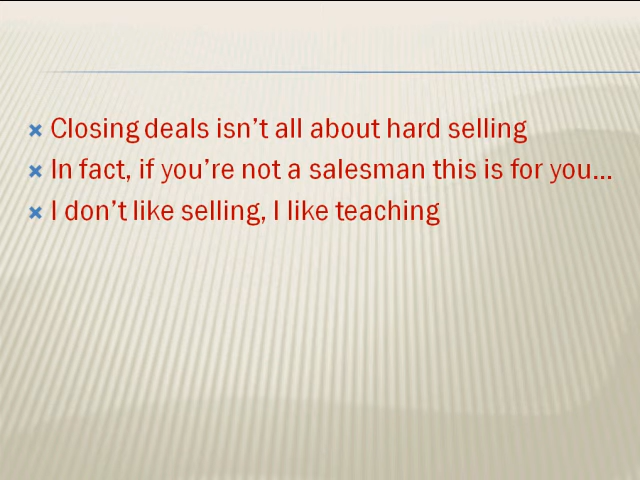 Closing deals isn't all about hard selling
In fact, if you're not a salesman this is for you...
I don't like selling, I like teaching